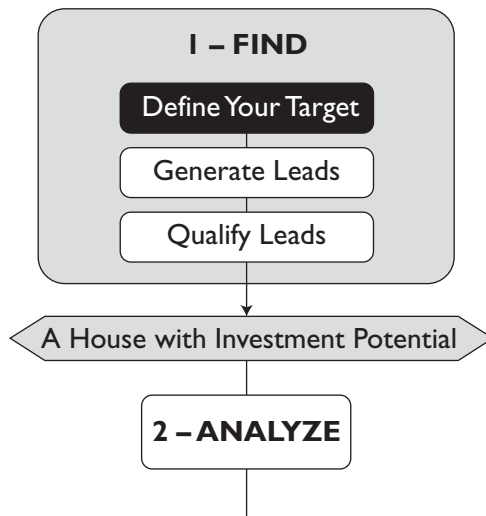 1 – FIND
Define Your Target
Generate Leads
Qualify Leads
A House with Investment Potential
2 – ANALYZE